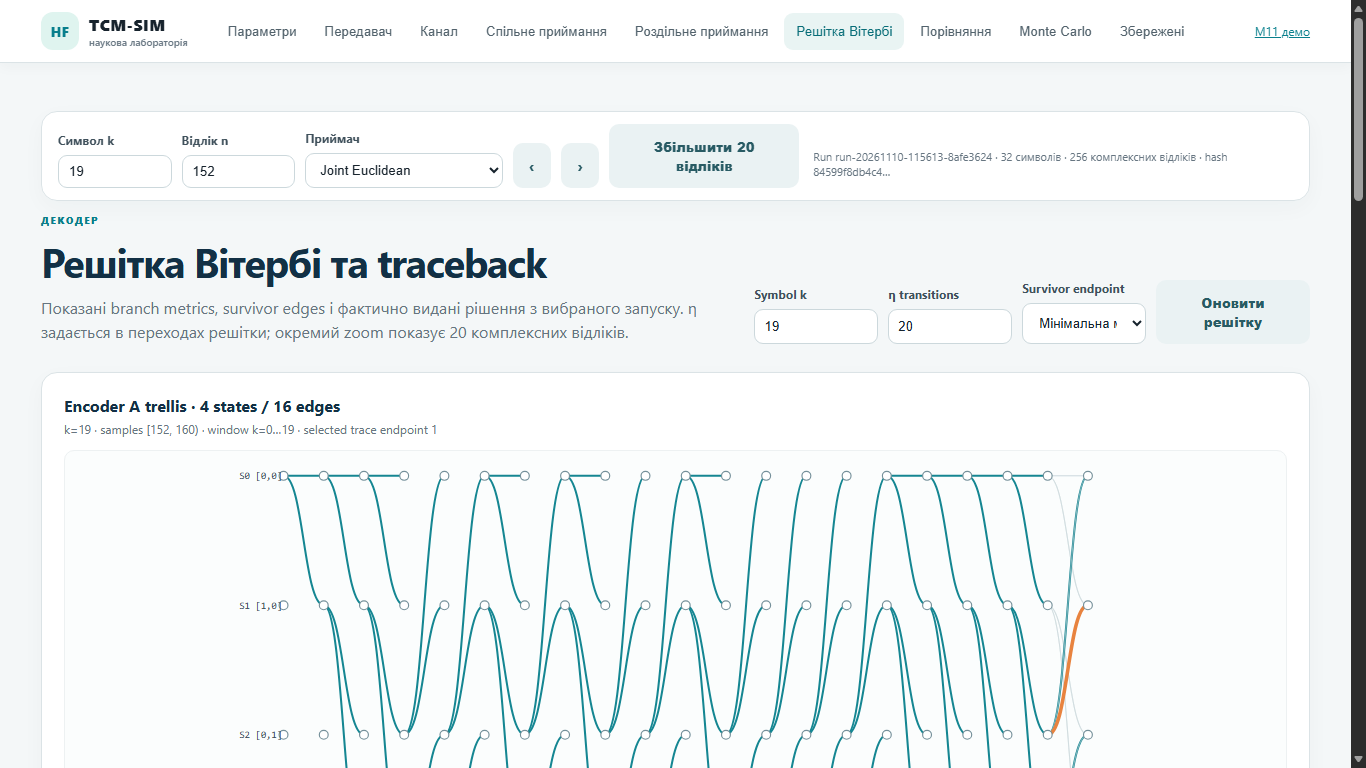 HF
TCM-SIM
наукова лабораторія
Параметри
Передавач
Канал
Спільне приймання
Роздільне приймання
Решітка Вітербі
Порівняння
Monte Carlo
Збережені
M11 демо
Символ k
19
Відлік n
152
Приймач
Joint Euclidean
‹
›
Збільшити 20
відліків
Run run-20261110-115613-8afe3624 · 32 символів · 256 комплексних відліків · hash
84599f8db4c4...
ДЕКОДЕР
Решітка Вітербі та traceback
Показані branch metrics, survivor edges і фактично видані рішення з вибраного запуску. η
задається в переходах решітки; окремий zoom показує 20 комплексних відліків.
Symbol k
19
η transitions
20
Survivor endpoint
Мінімальна
Оновити
решітку
Encoder A trellis · 4 states / 16 edges
k=19 · samples [152, 160) · window k=0…19 · selected trace endpoint 1
S0 [0,0]
S1 [1,0]
S2 [0,1]